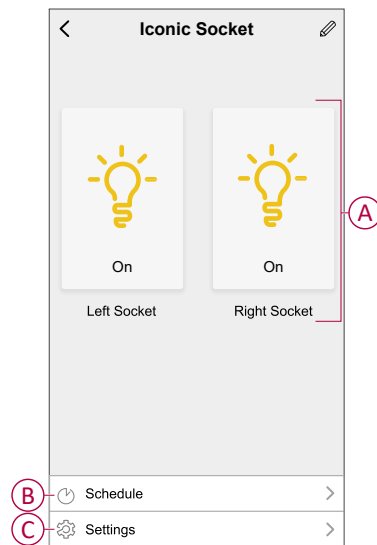 Iconic Socket
A
On
On
Left Socket
Right Socket
B
Schedule
C
Settings